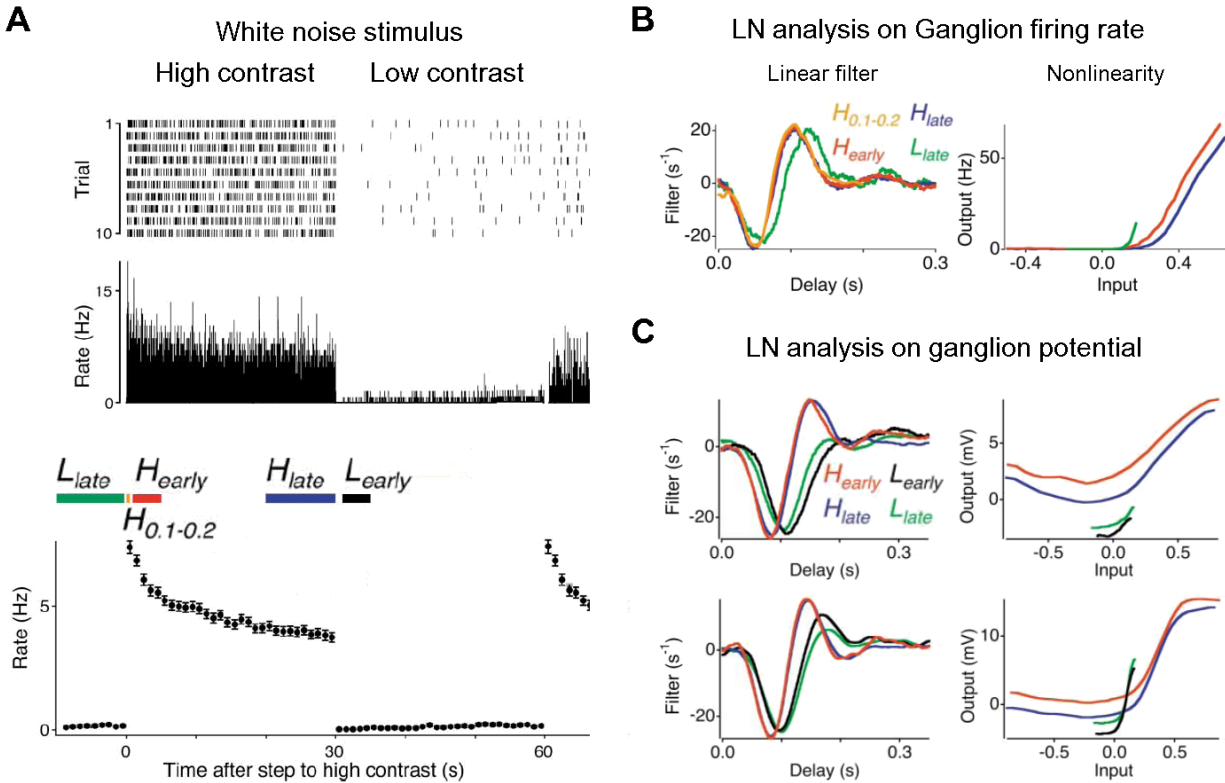 A
White noise stimulus
High contrast
Low contrast
1
Trial
10
15
Rate (Hz)
0
L_late
H_early
H_late
L_early
H_0.1-0.2
5
Rate (Hz)
0
0
30
60
Time after step to high contrast (s)
B
LN analysis on Ganglion firing rate
Linear filter
Nonlinearity
H_0.1-0.2
H_late
H_early
L_late
20
0
-20
Filter (s⁻¹)
0.0
0.3
Delay (s)
50
0
Output (Hz)
-0.4
0.0
0.4
Input
C
LN analysis on ganglion potential
0
-20
Filter (s⁻¹)
H_early
L_early
H_late
L_late
0.0
0.3
Delay (s)
5
0
Output (mV)
-0.5
0.0
0.5
Input
0
-20
Filter (s⁻¹)
0.0
0.3
Delay (s)
10
0
Output (mV)
-0.5
0.0
0.5
Input